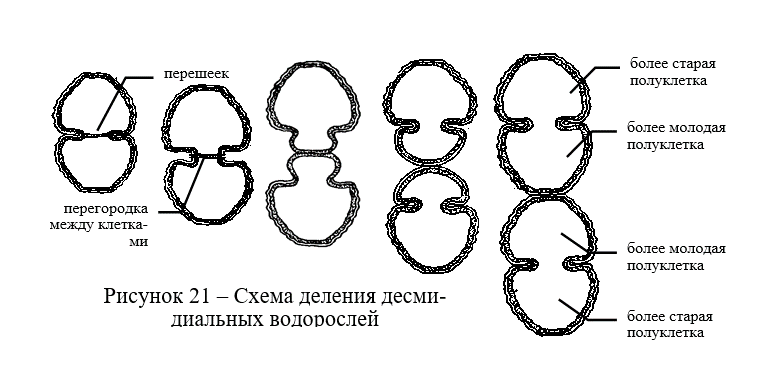 перешеек
более старая
полуклетка
более молодая
полуклетка
перегородка
между клетка-
ми
более молодая
полуклетка
Рисунок 21 – Схема деления десми-
диальных водорослей
более старая
полуклетка